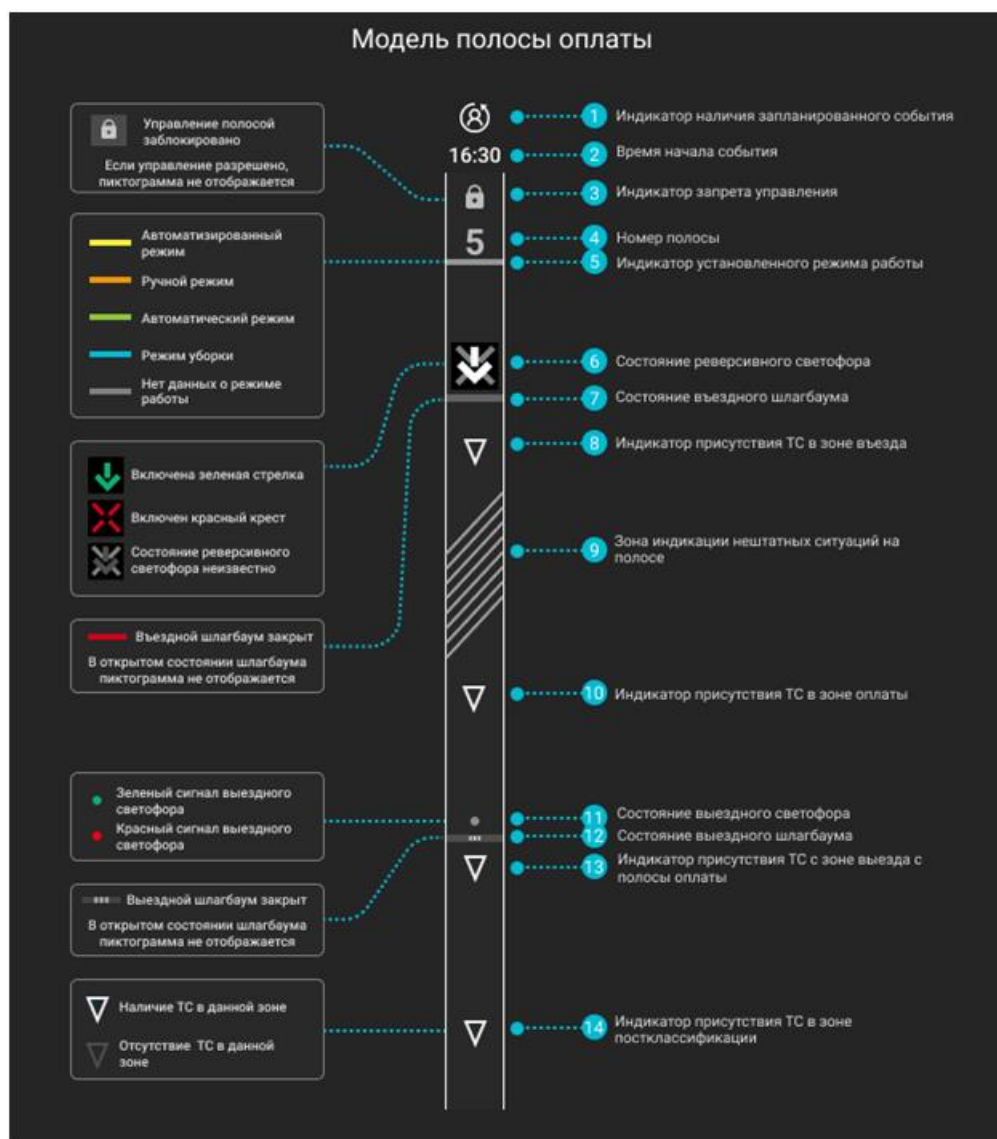 Модель полосы оплаты
Управление полосой
заблокировано
Если управление разрешено,
пиктограмма не отображается
Автоматизированный
режим
Ручной режим
Автоматический режим
Режим уборки
Нет данных о режиме
работы
Включена зеленая стрелка
Включен красный крест
Состояние реверсивного
светофора неизвестно
Въездной шлагбаум закрыт
В открытом состоянии шлагбаума
пиктограмма не отображается
Зеленый сигнал выездного
светофора
Красный сигнал выездного
светофора
Выездной шлагбаум закрыт
В открытом состоянии шлагбаума
пиктограмма не отображается
Наличие ТС в данной зоне
Отсутствие ТС в данной
зоне
16:30
5
1 Индикатор наличия запланированного события
2 Время начала события
3 Индикатор запрета управления
4 Номер полосы
5 Индикатор установленного режима работы
6 Состояние реверсивного светофора
7 Состояние въездного шлагбаума
8 Индикатор присутствия ТС в зоне въезда
9 Зона индикации нештатных ситуаций на
полосе
10 Индикатор присутствия ТС в зоне оплаты
11 Состояние выездного светофора
12 Состояние выездного шлагбаума
13 Индикатор присутствия ТС с зоне выезда с
полосы оплаты
14 Индикатор присутствия ТС в зоне
постклассификации